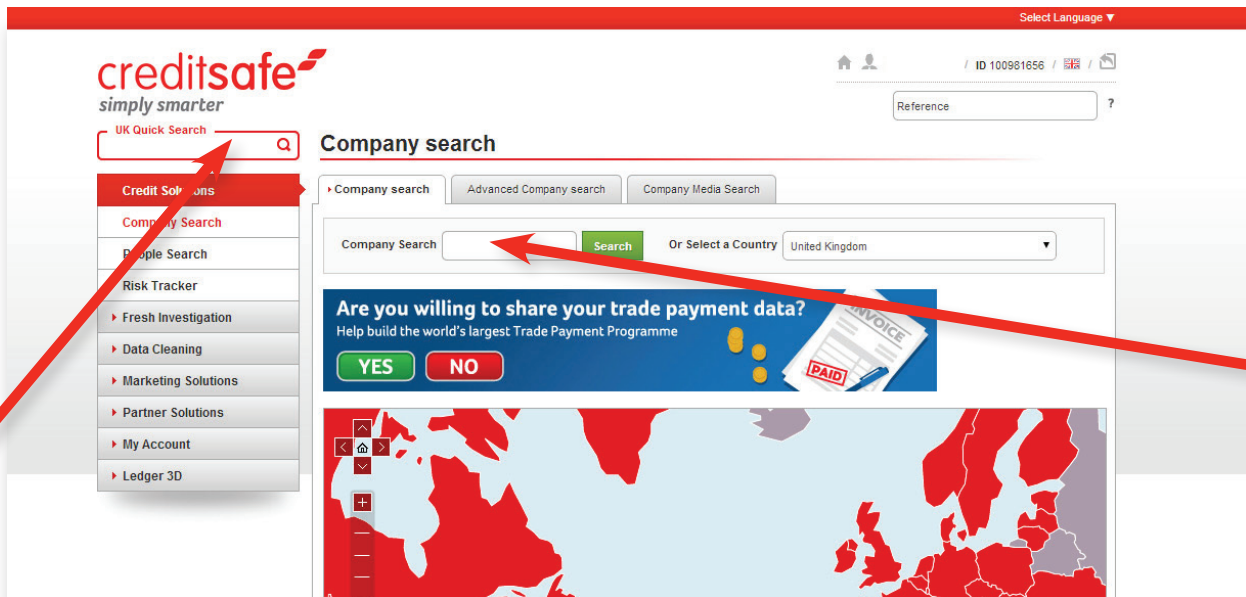 Select Language ▼
creditsafe
simply smarter
/ ID 100981656 / /
Reference ?
UK Quick Search
Company search
Company search Advanced Company search Company Media Search
Company Search Search Or Select a Country United Kingdom
Credit Solutions
Company Search
People Search
Risk Tracker
Fresh Investigation
Data Cleaning
Marketing Solutions
Partner Solutions
My Account
Ledger 3D
Are you willing to share your trade payment data?
Help build the world's largest Trade Payment Programme
YES NO
INVOICE
PAID